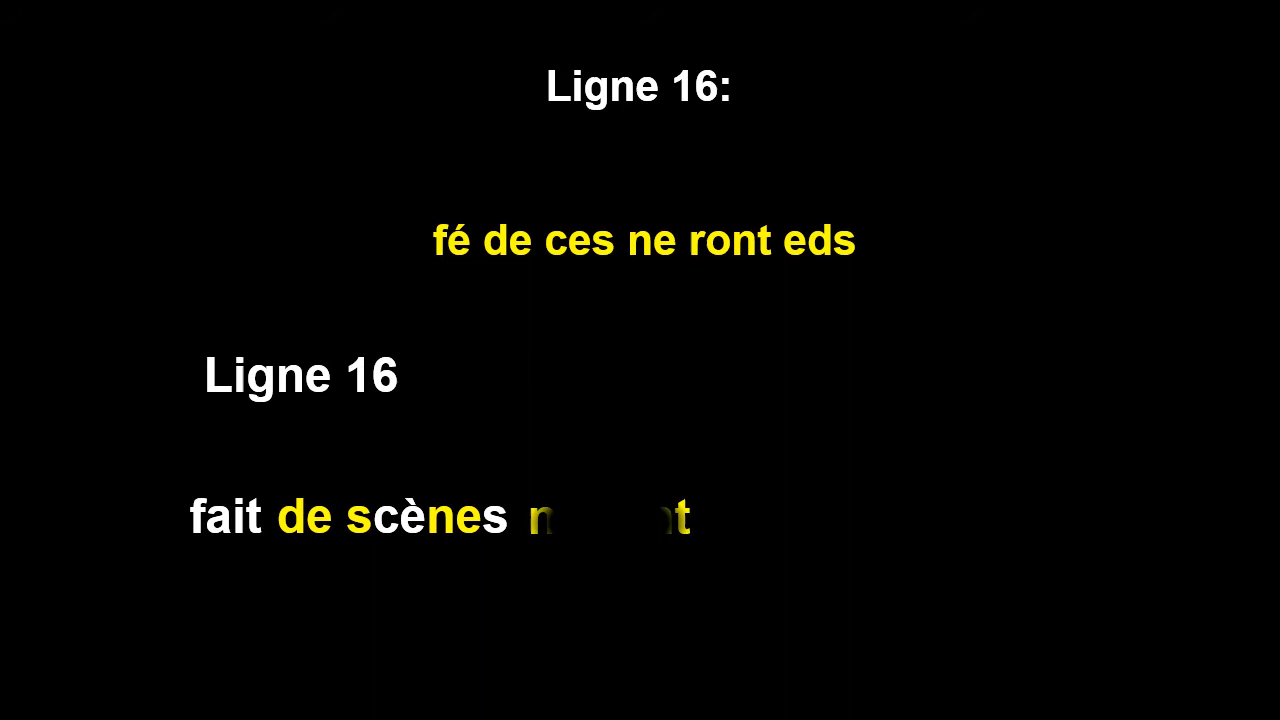 Ligne 16:
fé de ces ne ront eds
Ligne 16
fait de scènes